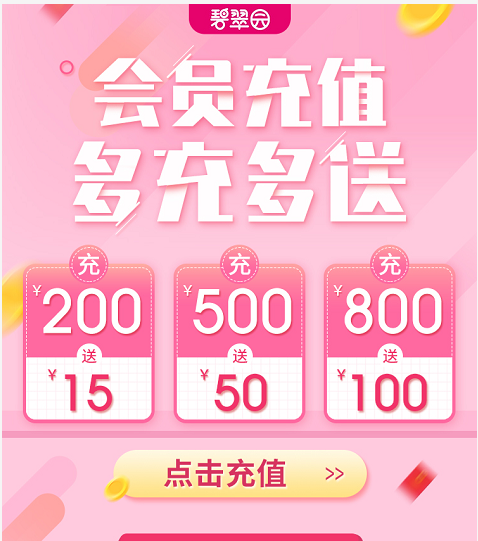 碧翠园
会员充值
多充多送
充 充 充
¥200 ¥500 ¥800
送 送 送
¥15 ¥50 ¥100
点击充值 >>